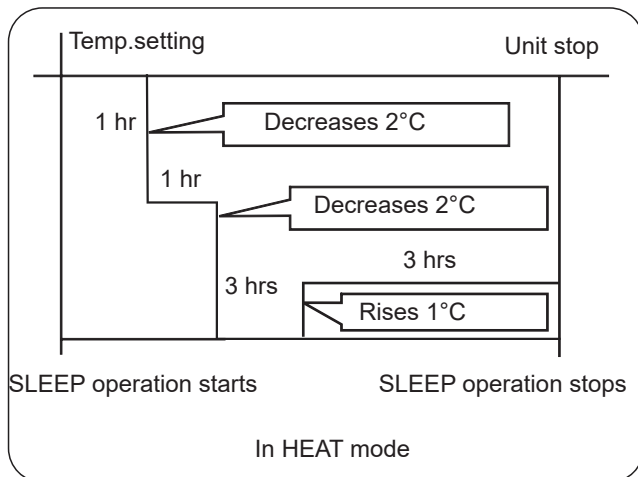 Temp.setting
Unit stop
1 hr
Decreases 2°C
1 hr
Decreases 2°C
3 hrs
3 hrs
Rises 1°C
SLEEP operation starts
SLEEP operation stops
In HEAT mode